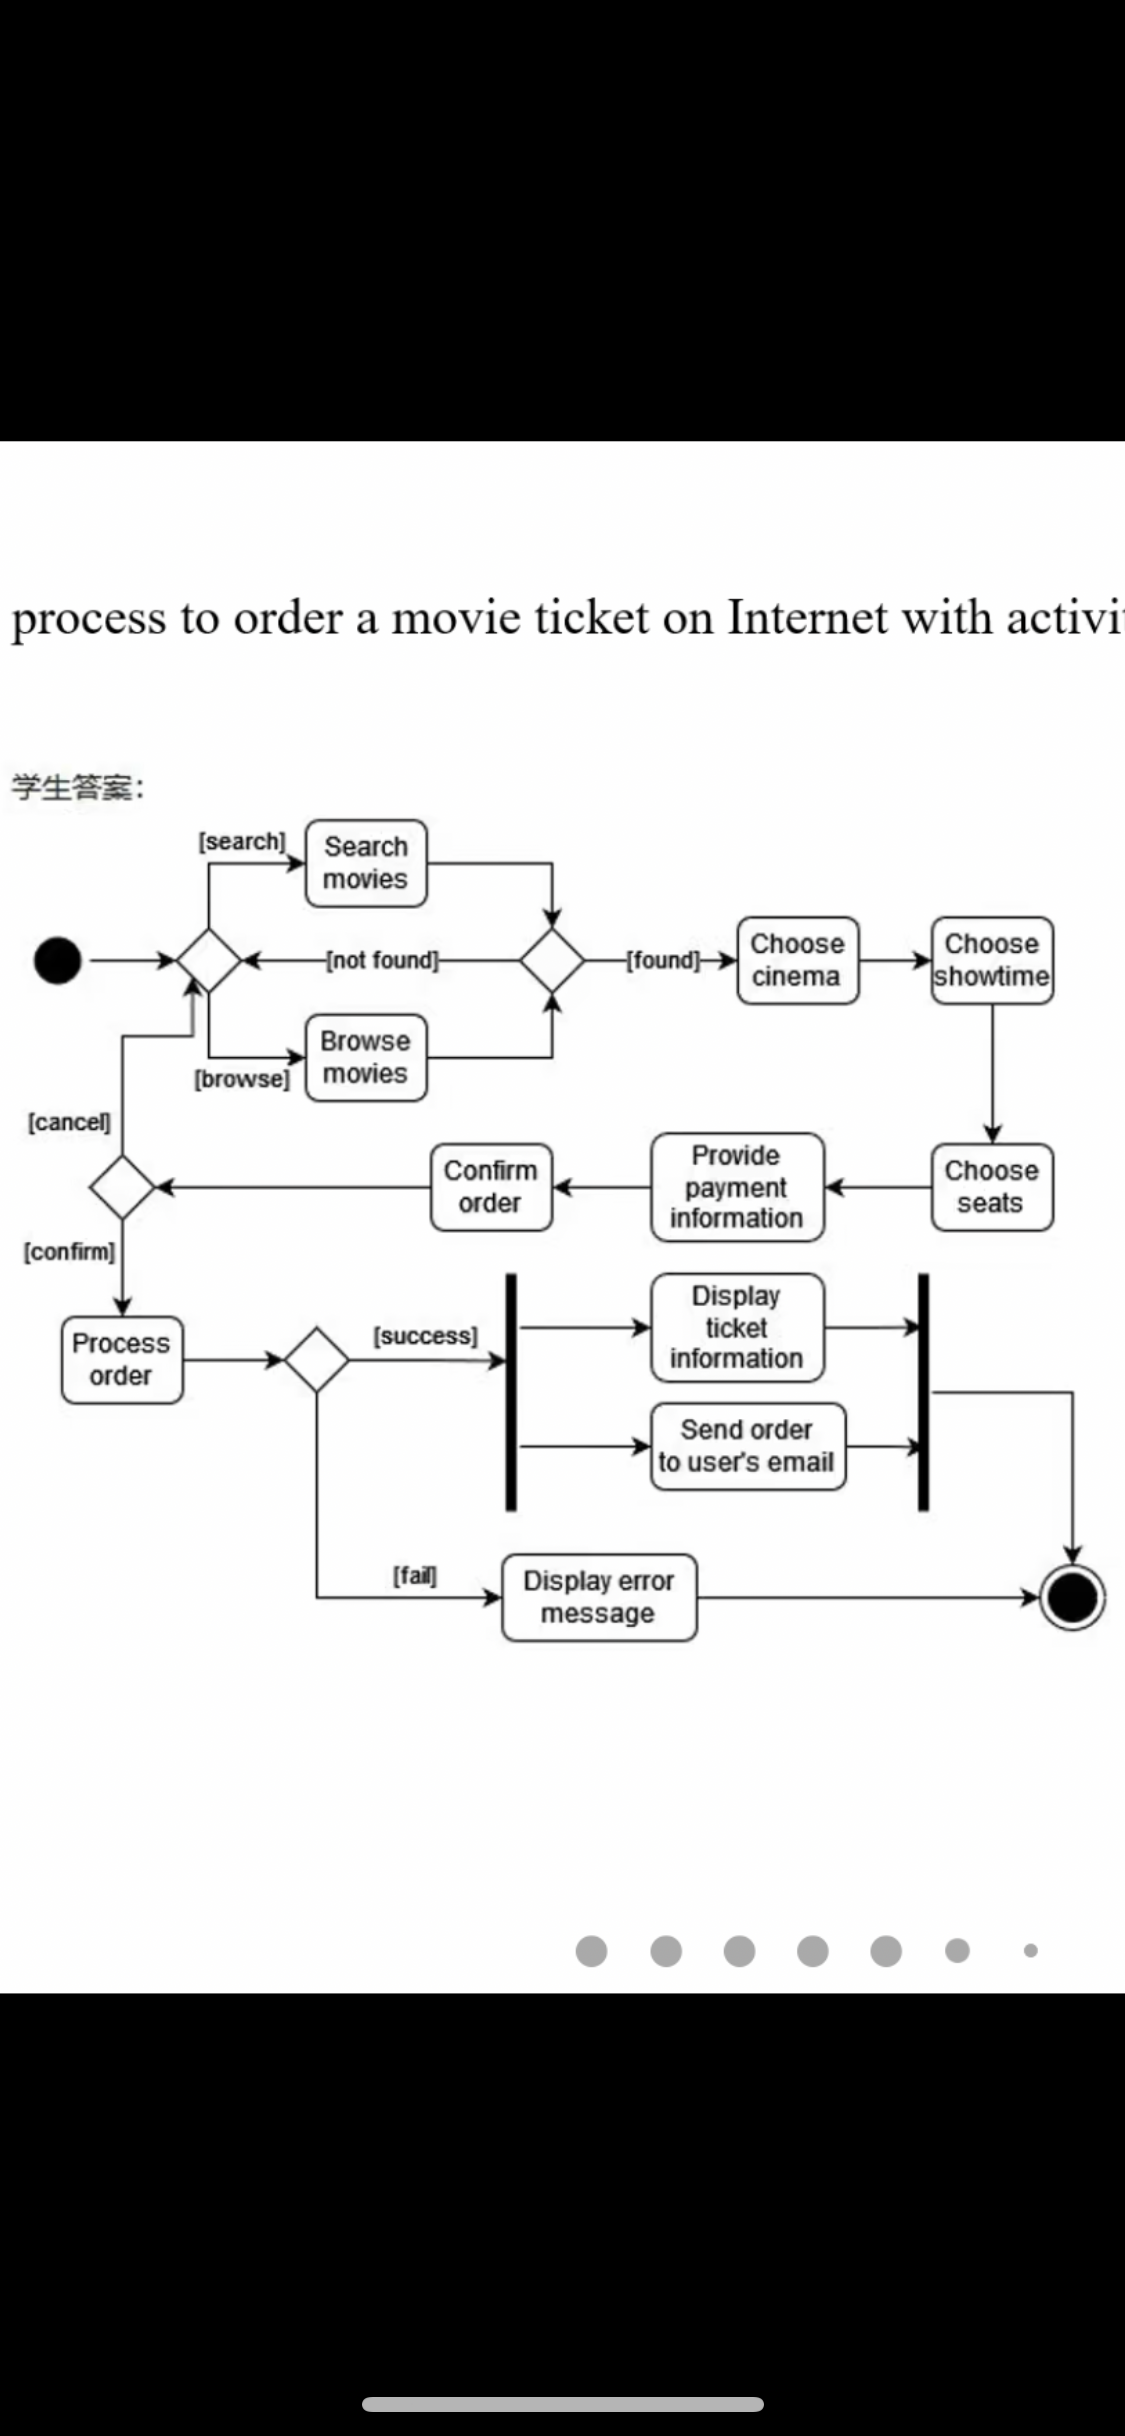 process to order a movie ticket on Internet with activi
学生答案：
[search]
Search
movies
[not found]
[found]
Choose
cinema
Choose
showtime
[browse]
Browse
movies
[cancel]
Confirm
order
Provide
payment
information
Choose
seats
[confirm]
Process
order
[success]
Display
ticket
information
Send order
to user's email
[fail]
Display error
message